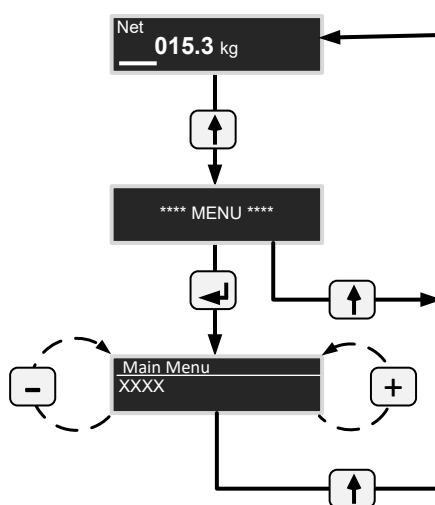 Net
015.3 kg
**** MENU ****
Main Menu
XXXX
-
+